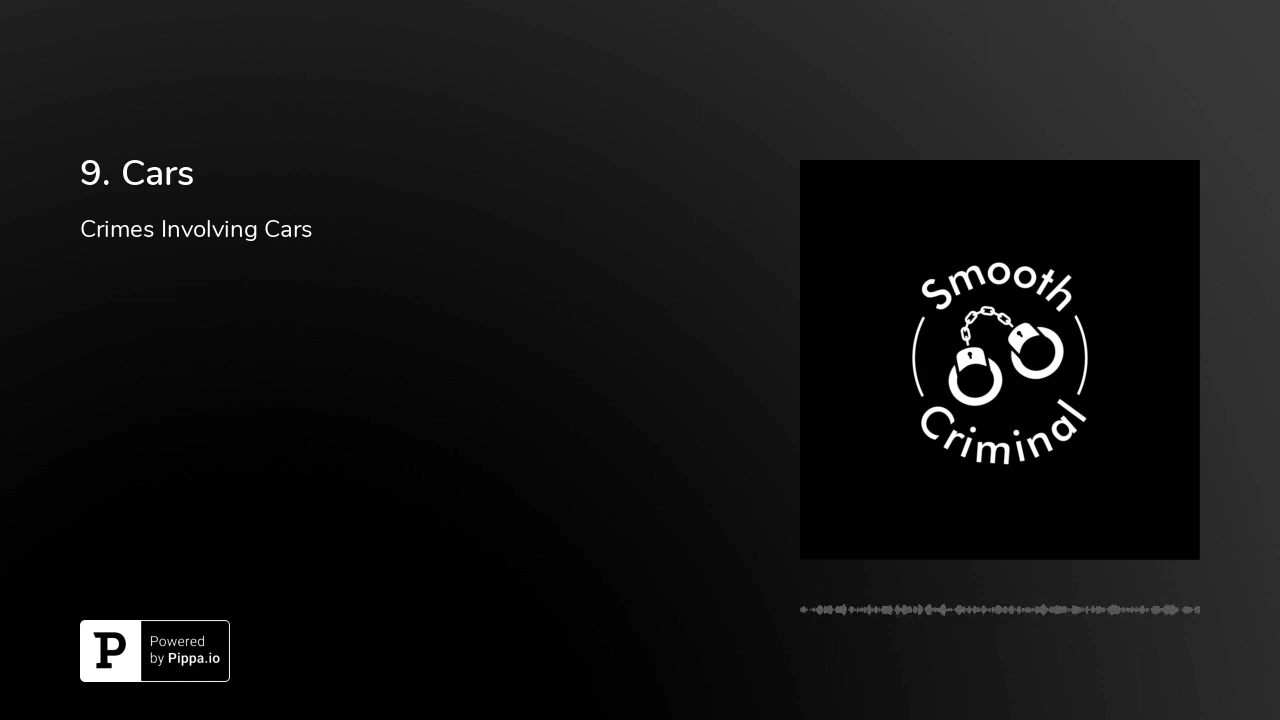 9. Cars
Crimes Involving Cars
Smooth
Criminal
P
Powered
by Pippa.io